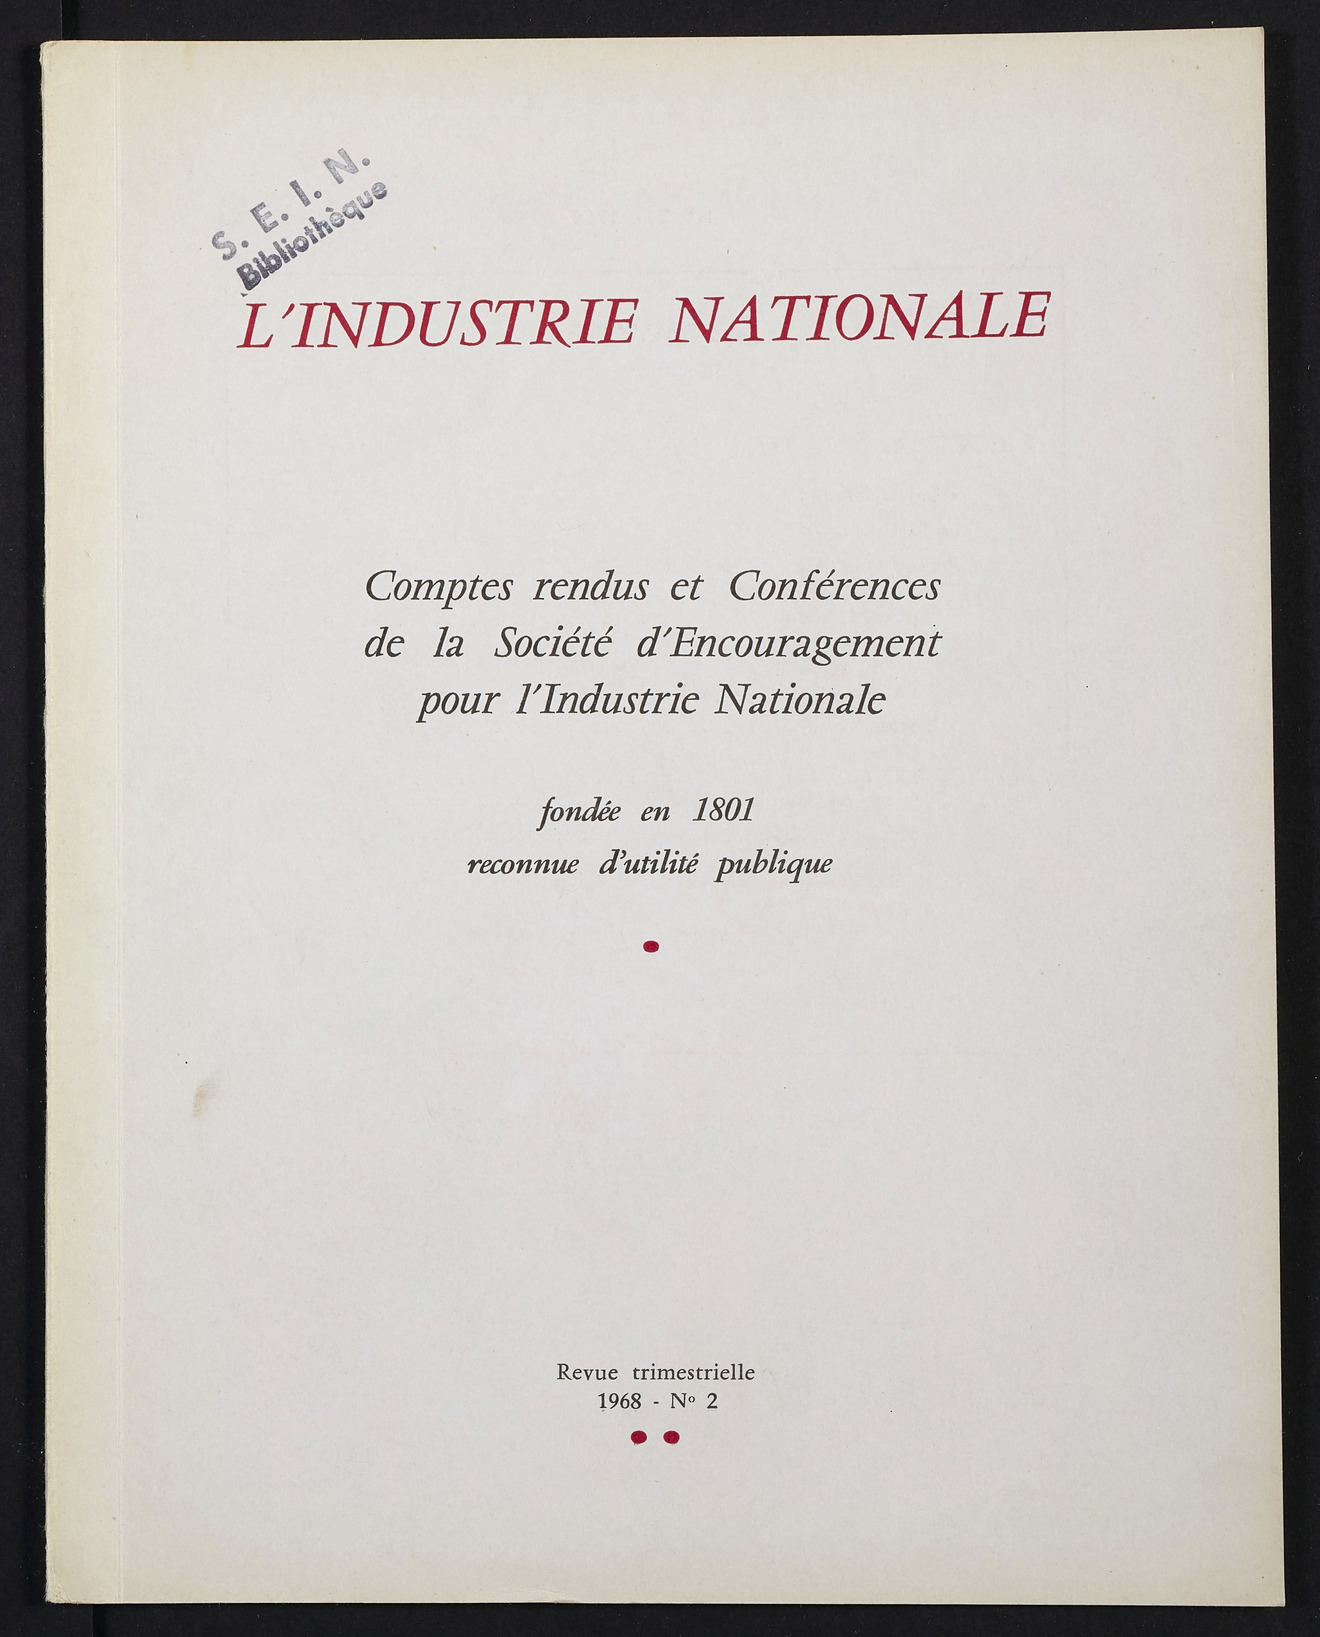 S. E. I. N.
Bibliothèque
L'INDUSTRIE NATIONALE
Comptes rendus et Conférences
de la Société d'Encouragement
pour l'Industrie Nationale
fondée en 1801
reconnue d'utilité publique
Revue trimestrielle
1968 - Nº 2